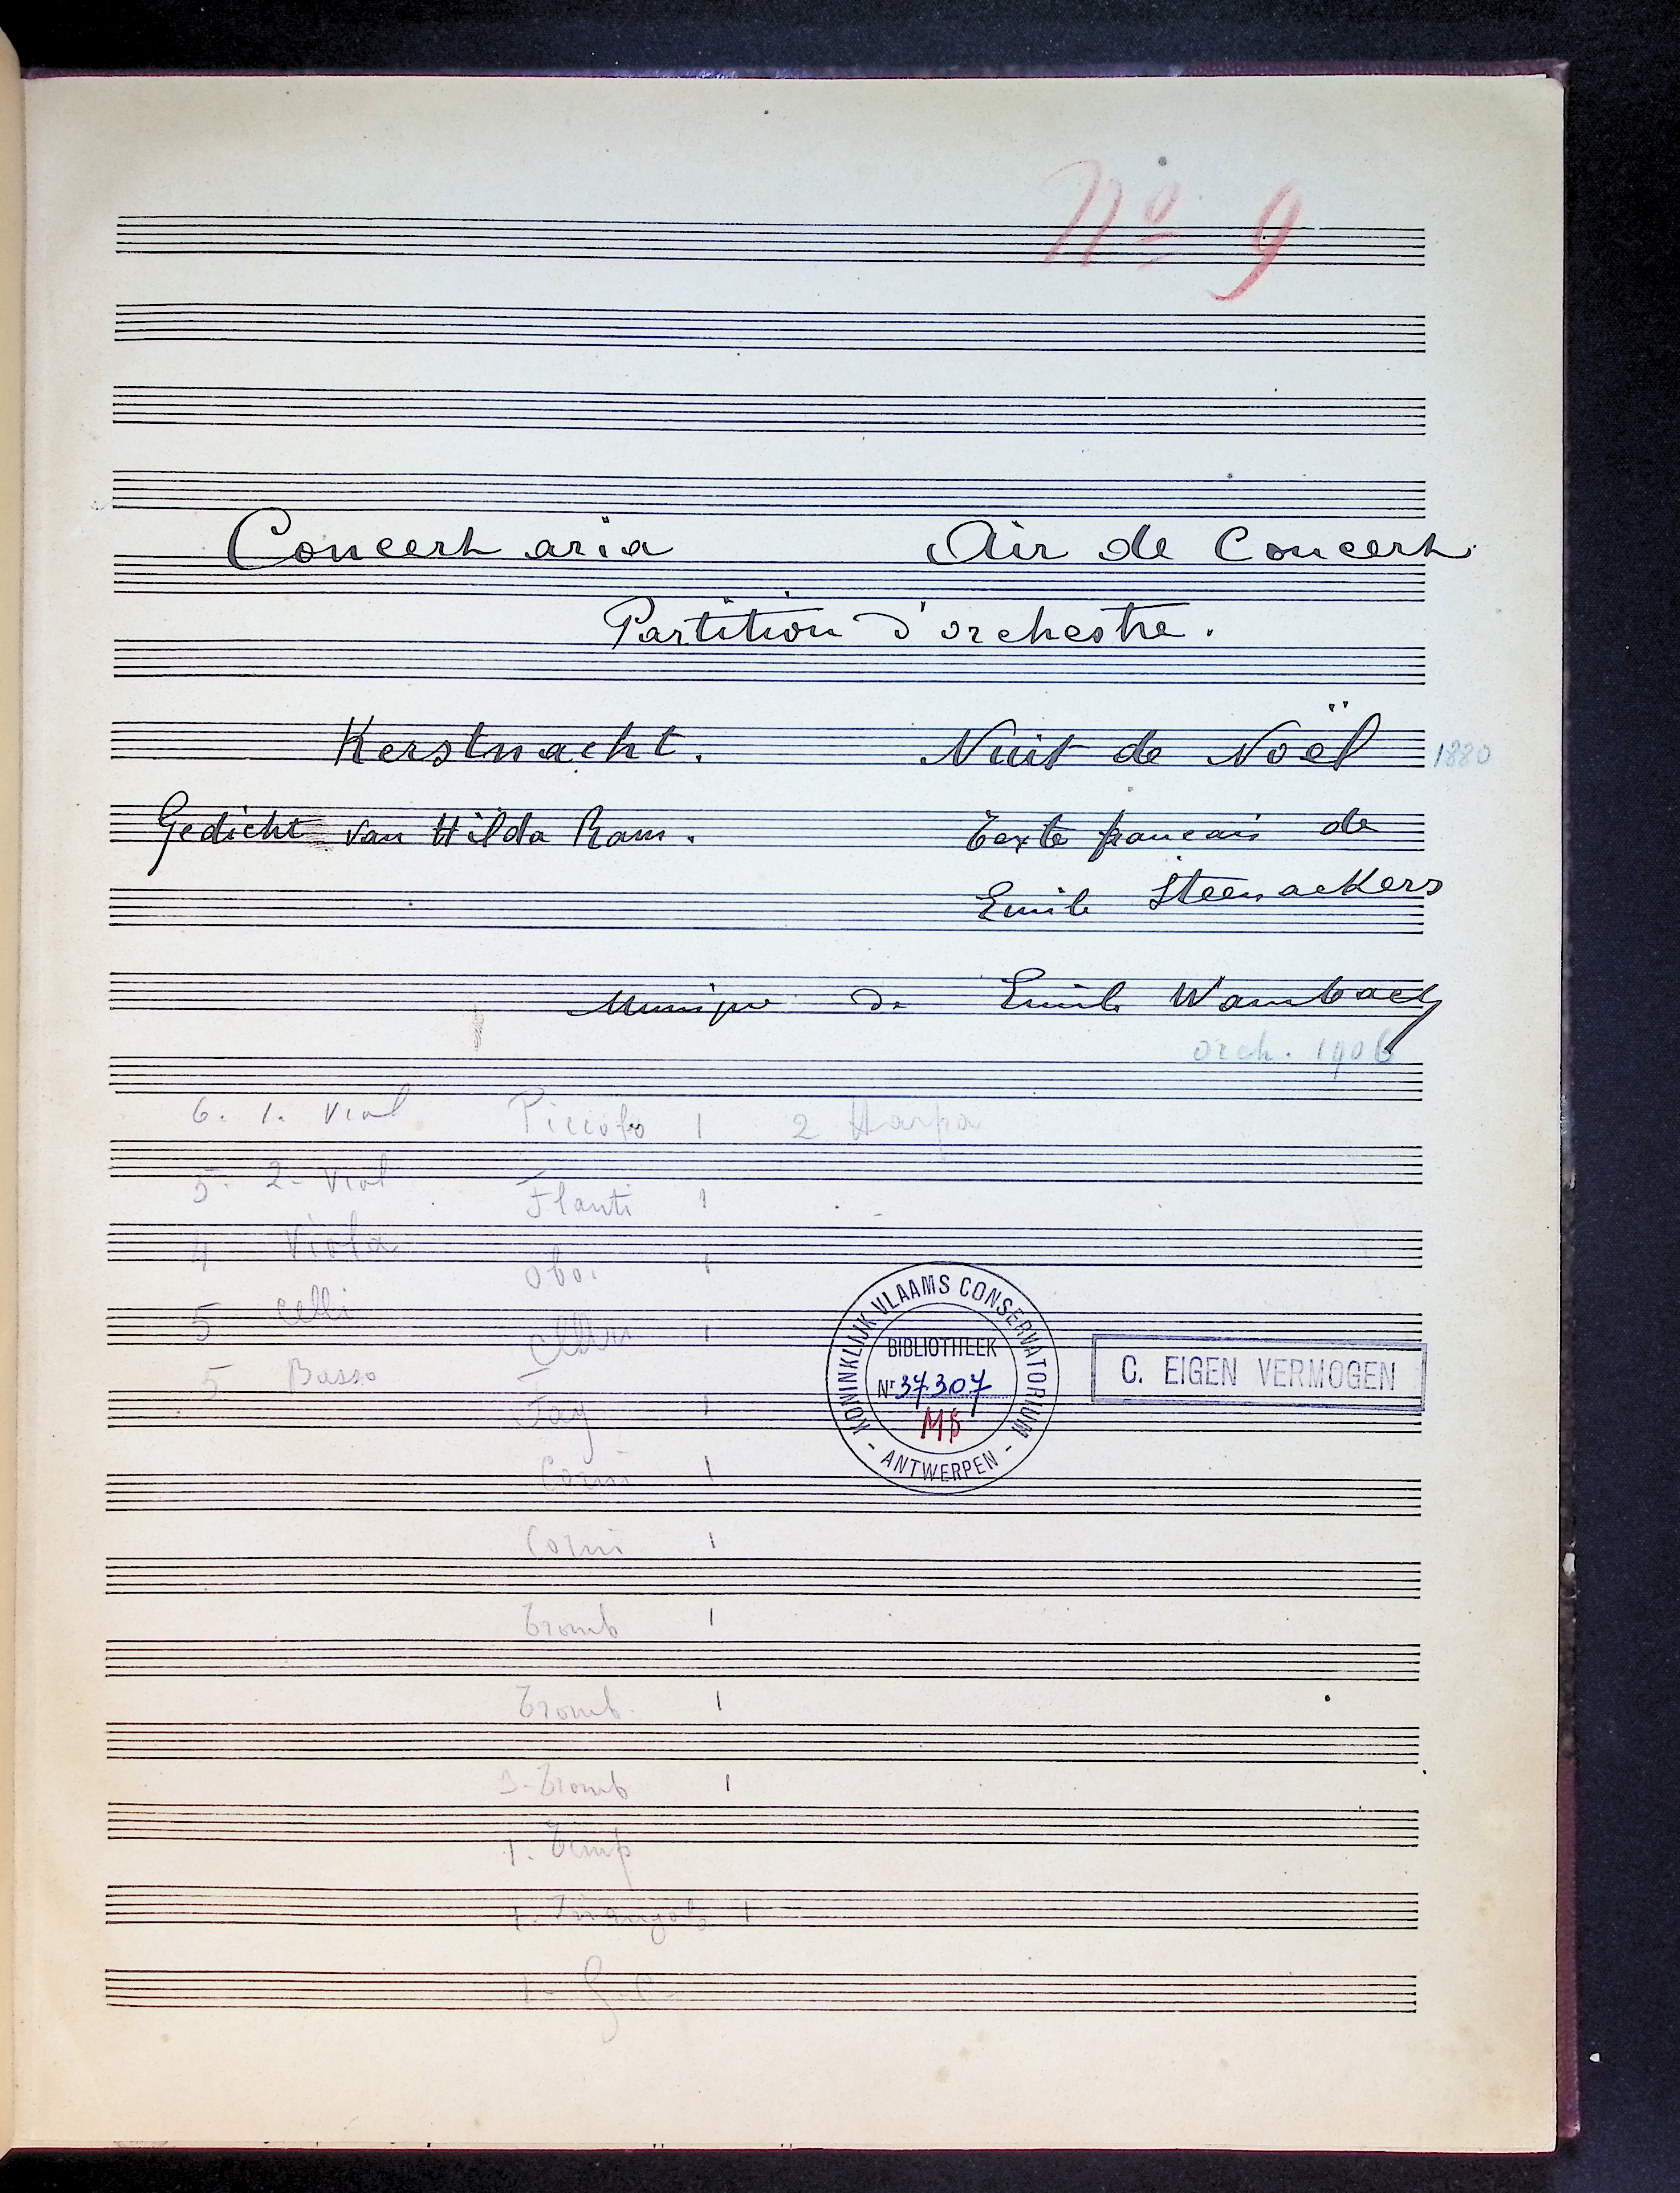 No 9
Concert aria Air de Concert
Partition d'orchestre.
Kerstnacht. Nuit de Noël 1880
Gedicht van Hilda Ram. Texte francais de
Emile Steenackers
Musique de Emile Wambach
orch. 1906
6. 1. Viol Piccolo 1 2 Harpa
5. 2- Viol Flauti 1
4 Viola Oboi 1
5 Celli 1
5 Basso Fag 1
Corni 1
Corni 1
Tromb 1
Tromb. 1
3-Tromb 1
1. Timp
1. Triangolo 1
1- G.C-
KONINKLIJK VLAAMS CONSERVATORIUM
- ANTWERPEN -
BIBLIOTHEEK
Nr 37.307
MS
C. EIGEN VERMOGEN